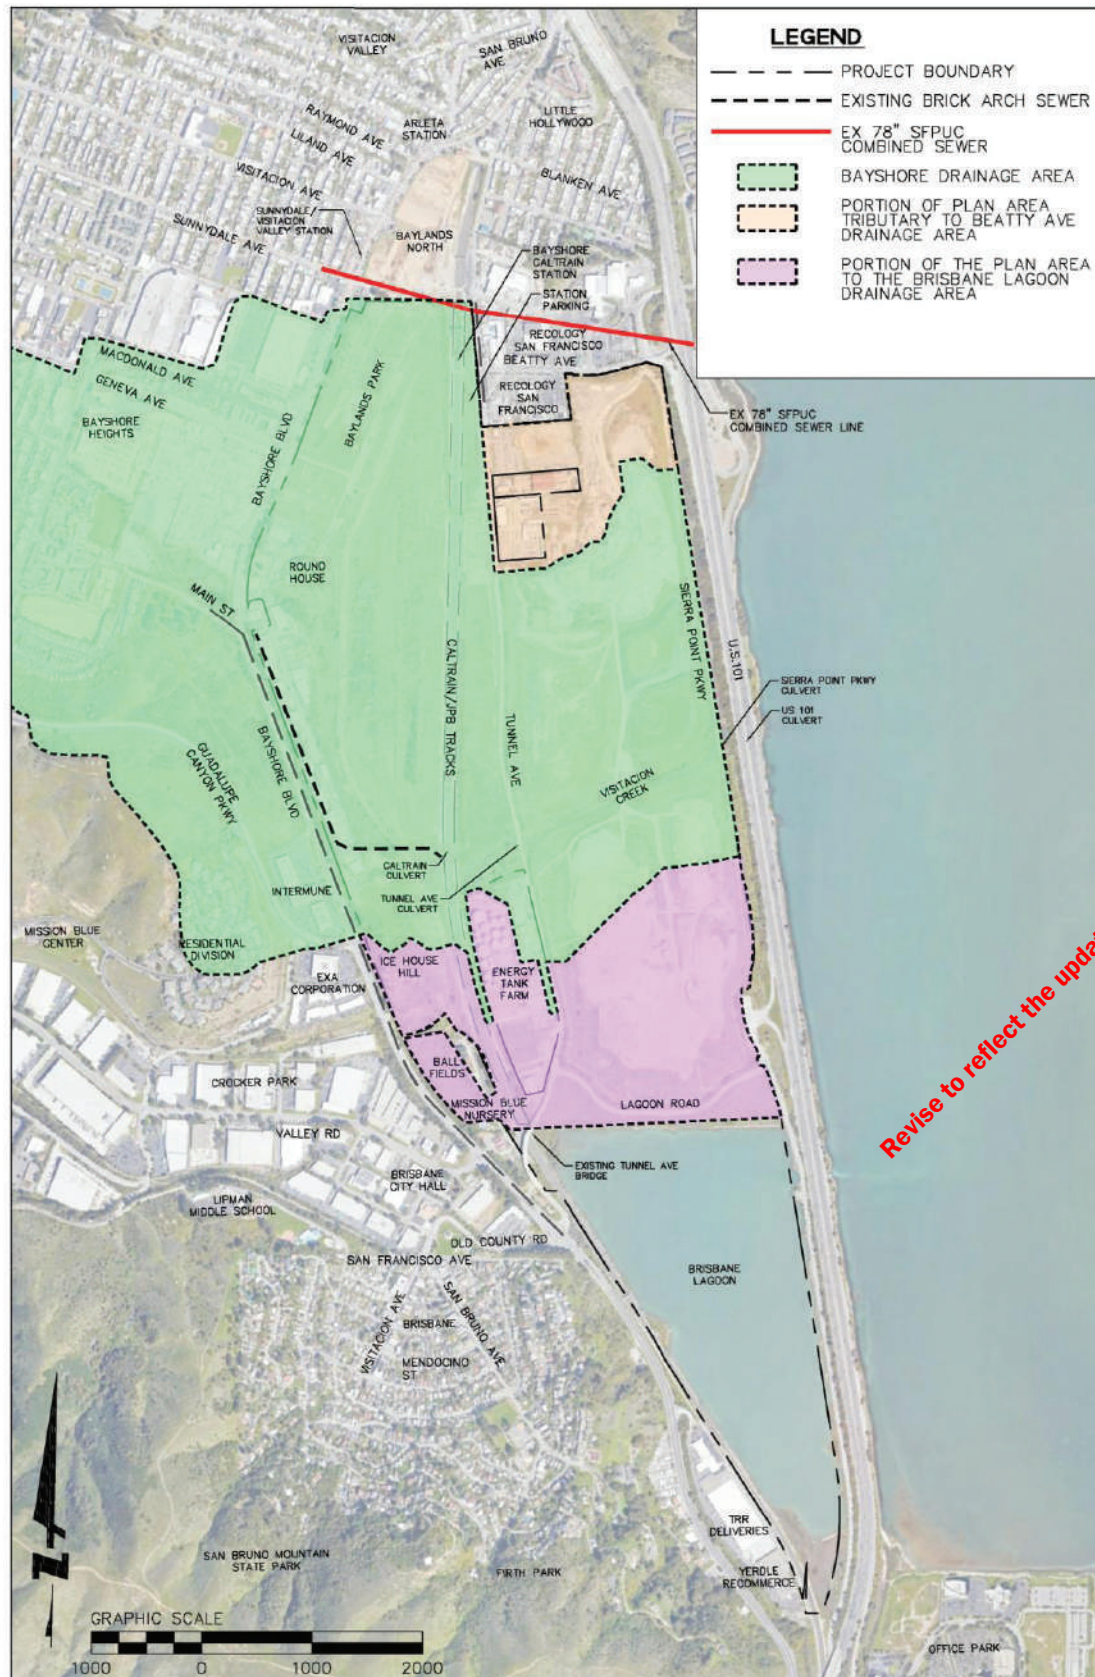 LEGEND
PROJECT BOUNDARY
EXISTING BRICK ARCH SEWER
EX 78" SFPUC
COMBINED SEWER
BAYSHORE DRAINAGE AREA
PORTION OF PLAN AREA
TRIBUTARY TO BEATTY AVE
DRAINAGE AREA
PORTION OF THE PLAN AREA
TO THE BRISBANE LAGOON
DRAINAGE AREA
VISITACION
VALLEY
SAN BRUNO
AVE
RAYMOND AVE
ARLETA
STATION
LITTLE
HOLLYWOOD
LILAND AVE
VISITACION AVE
BLANKEN AVE
SUNNYDALE AVE
SUNNYDALE/
VISITACION
VALLEY STATION
BAYLANDS
NORTH
BAYSHORE
CALTRAIN
STATION
STATION
PARKING
RECOLOGY
SAN FRANCISCO
BEATTY AVE
RECOLOGY
SAN
FRANCISCO
EX 78" SFPUC
COMBINED SEWER LINE
MACDONALD AVE
GENEVA AVE
BAYSHORE
HEIGHTS
BAYSHORE BLVD
BAYLANDS PARK
ROUND
HOUSE
MAIN ST
CALTRAIN/JPB TRACKS
SIERRA POINT PKWY
U.S.101
SIERRA POINT PKWY
CULVERT
US 101
CULVERT
GUADALUPE
CANYON PKWY
BAYSHORE BLVD
TUNNEL AVE
VISITACION
CREEK
CALTRAIN
CULVERT
TUNNEL AVE
CULVERT
INTERMUNE
MISSION BLUE
CENTER
RESIDENTIAL
DIVISION
EXA
CORPORATION
ICE HOUSE
HILL
ENERGY
TANK
FARM
Revise to reflect the updat
BALL
FIELDS
CROCKER PARK
MISSION BLUE
NURSERY
LAGOON ROAD
VALLEY RD
EXISTING TUNNEL AVE
BRIDGE
BRISBANE
CITY HALL
LIPMAN
MIDDLE SCHOOL
OLD COUNTY RD
SAN FRANCISCO AVE
BRISBANE
LAGOON
VISITACION AVE
SAN BRUNO AVE
BRISBANE
MENDOCINO
ST
TRR
DELIVERIES
SAN BRUNO MOUNTAIN
STATE PARK
FIRTH PARK
YERDLE
RECOMMERCE
OFFICE PARK
GRAPHIC SCALE
1000 0 1000 2000